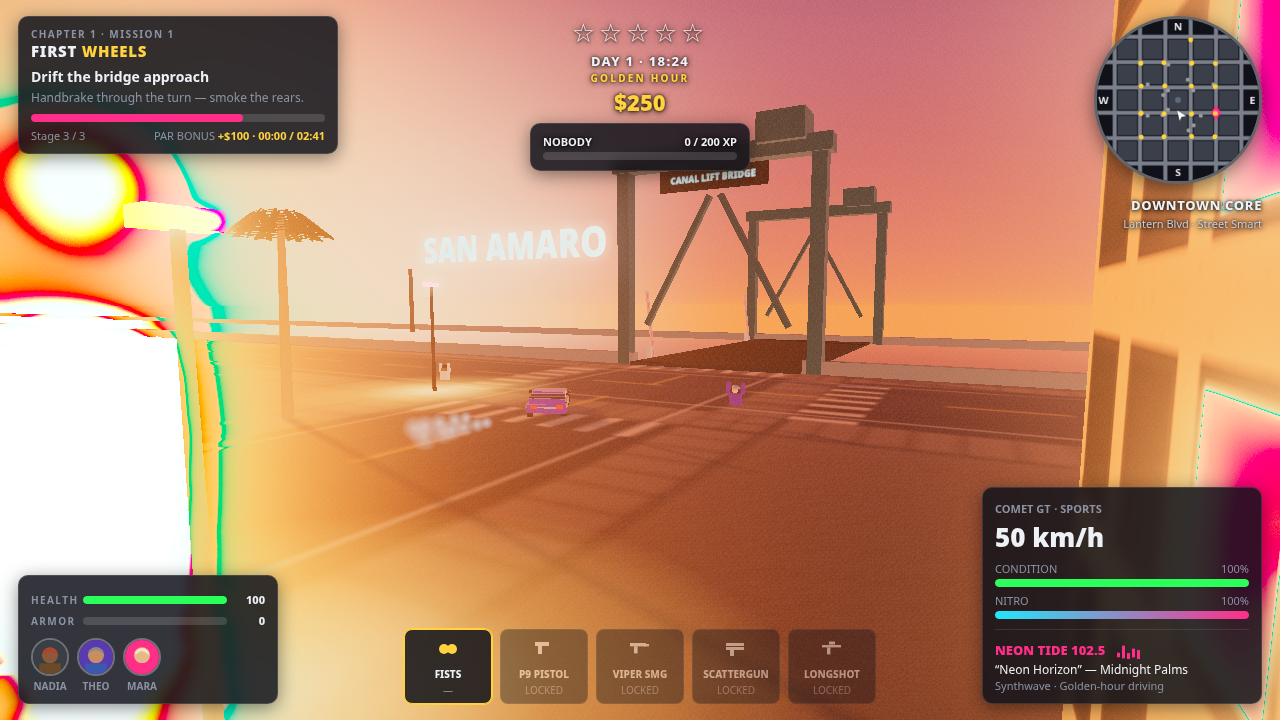 CHAPTER 1 · MISSION 1
FIRST WHEELS
Drift the bridge approach
Handbrake through the turn — smoke the rears.
Stage 3 / 3
PAR BONUS +$100 · 00:00 / 02:41
DAY 1 · 18:24
GOLDEN HOUR
$250
NOBODY
0 / 200 XP
CANAL LIFT BRIDGE
SAN AMARO
N
W
E
S
DOWNTOWN CORE
Lantern Blvd · Street Smart
HEALTH
100
ARMOR
0
NADIA
THEO
MARA
FISTS
—
P9 PISTOL
LOCKED
VIPER SMG
LOCKED
SCATTERGUN
LOCKED
LONGSHOT
LOCKED
COMET GT · SPORTS
50 km/h
CONDITION
100%
NITRO
100%
NEON TIDE 102.5
“Neon Horizon” — Midnight Palms
Synthwave · Golden-hour driving